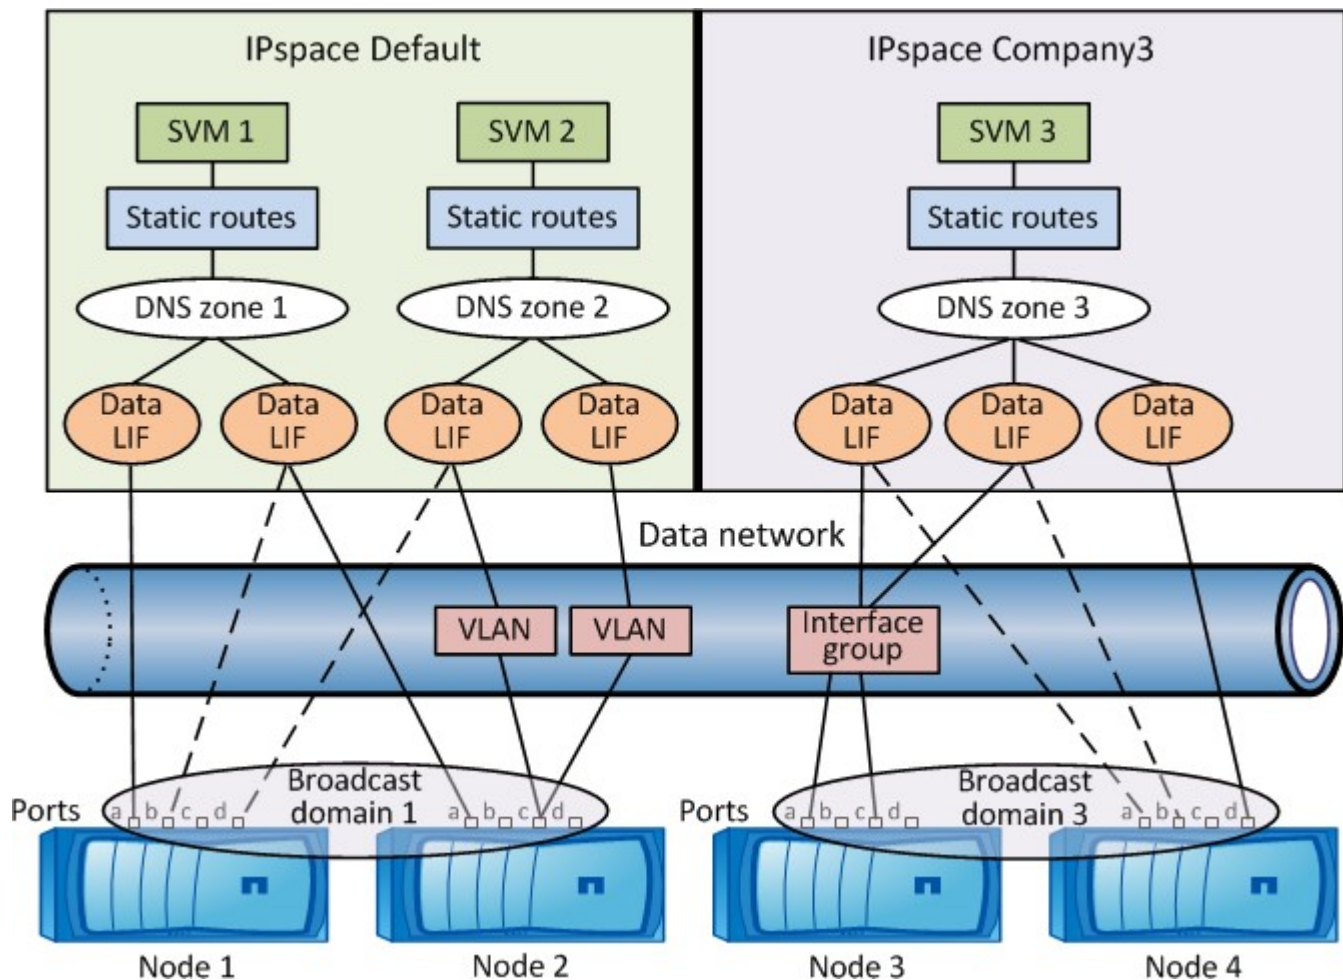 IPspace Default
IPspace Company3
SVM 1
SVM 2
SVM 3
Static routes
Static routes
Static routes
DNS zone 1
DNS zone 2
DNS zone 3
Data
LIF
Data
LIF
Data
LIF
Data
LIF
Data
LIF
Data
LIF
Data
LIF
Data network
VLAN
VLAN
Interface
group
Ports
a b c d
Broadcast
domain 1
a b c d
Ports
a b c d
Broadcast
domain 3
a b c d
Node 1
Node 2
Node 3
Node 4